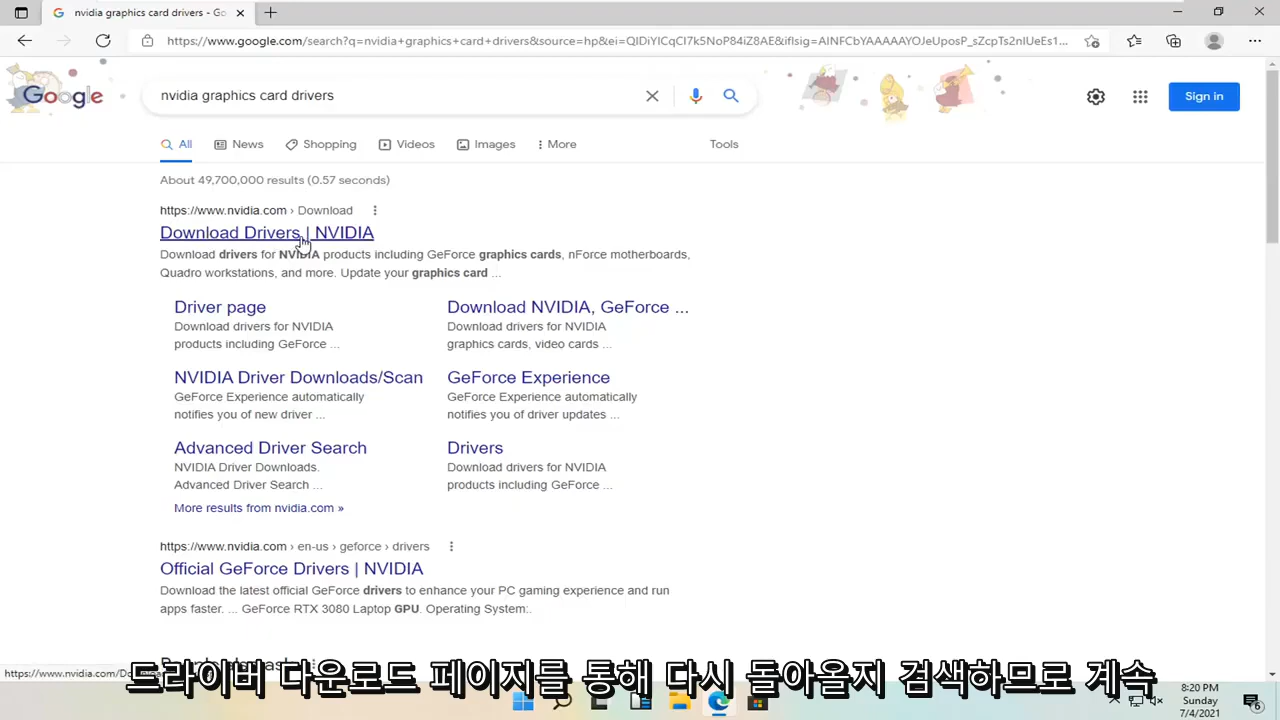 nvidia graphics card drivers - Go
https://www.google.com/search?q=nvidia+graphics+card+drivers&source=hp&ei=QIDiYICqCI7k5NoP84iZ8AE&iflsig=AINFCbYAAAAAYOJeUposP_sZcpTs2nIUeEs1...
Google
nvidia graphics card drivers
Sign in
All News Shopping Videos Images More Tools
About 49,700,000 results (0.57 seconds)
https://www.nvidia.com › Download
Download Drivers | NVIDIA
Download drivers for NVIDIA products including GeForce graphics cards, nForce motherboards,
Quadro workstations, and more. Update your graphics card ...
Driver page
Download drivers for NVIDIA
products including GeForce ...
Download NVIDIA, GeForce ...
Download drivers for NVIDIA
graphics cards, video cards ...
NVIDIA Driver Downloads/Scan
GeForce Experience automatically
notifies you of new driver ...
GeForce Experience
GeForce Experience automatically
notifies you of driver updates ...
Advanced Driver Search
NVIDIA Driver Downloads.
Advanced Driver Search ...
Drivers
Download drivers for NVIDIA
products including GeForce ...
More results from nvidia.com »
https://www.nvidia.com › en-us › geforce › drivers
Official GeForce Drivers | NVIDIA
Download the latest official GeForce drivers to enhance your PC gaming experience and run
apps faster. ... GeForce RTX 3080 Laptop GPU. Operating System:.
드라이버 다운로드 페이지를 통해 다시 돌아올지 검색하므로 계속
8:20 PM
Sunday
7/4/2021
6